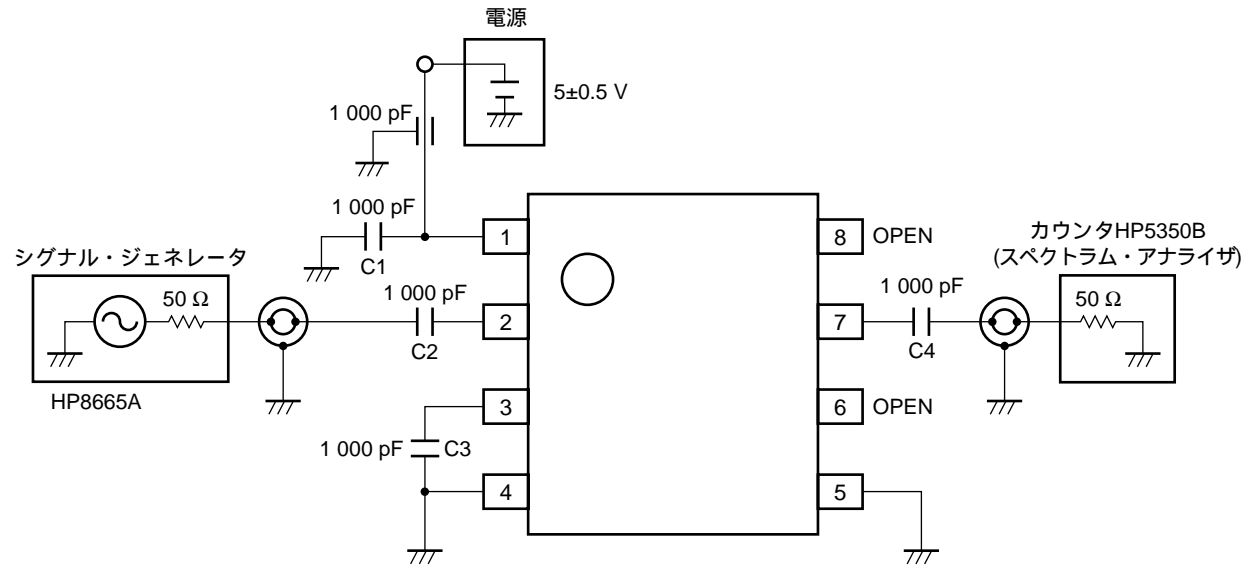 電源
5±0.5 V
1 000 pF
1 000 pF
C1
1
8 OPEN
シグナル・ジェネレータ
50 Ω
HP8665A
1 000 pF
C2
2
カウンタHP5350B
(スペクトラム・アナライザ)
1 000 pF
C4
7
50 Ω
3
1 000 pF C3
6 OPEN
4
5